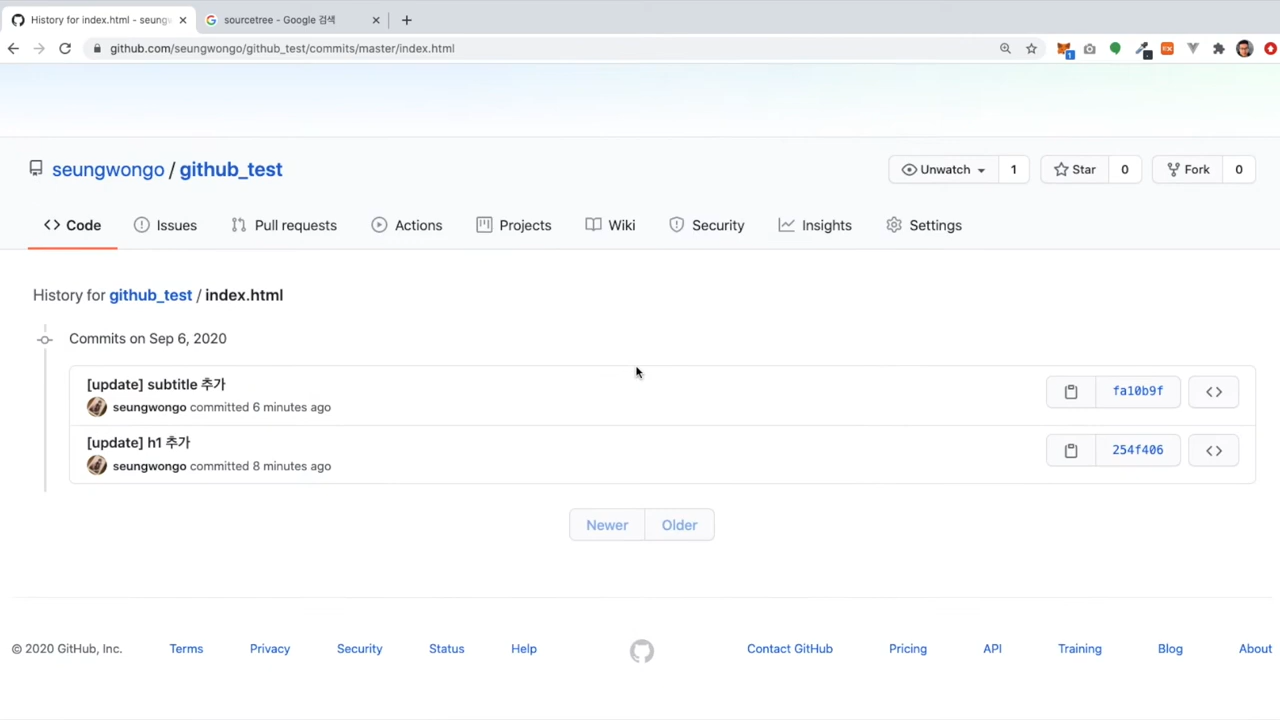 History for index.html - seung
sourcetree - Google 검색
github.com/seungwongo/github_test/commits/master/index.html
seungwongo / github_test
Unwatch 1 Star 0 Fork 0
Code Issues Pull requests Actions Projects Wiki Security Insights Settings
History for github_test / index.html
Commits on Sep 6, 2020
[update] subtitle 추가
seungwongo committed 6 minutes ago
fa10b9f
[update] h1 추가
seungwongo committed 8 minutes ago
254f406
Newer Older
© 2020 GitHub, Inc. Terms Privacy Security Status Help Contact GitHub Pricing API Training Blog About